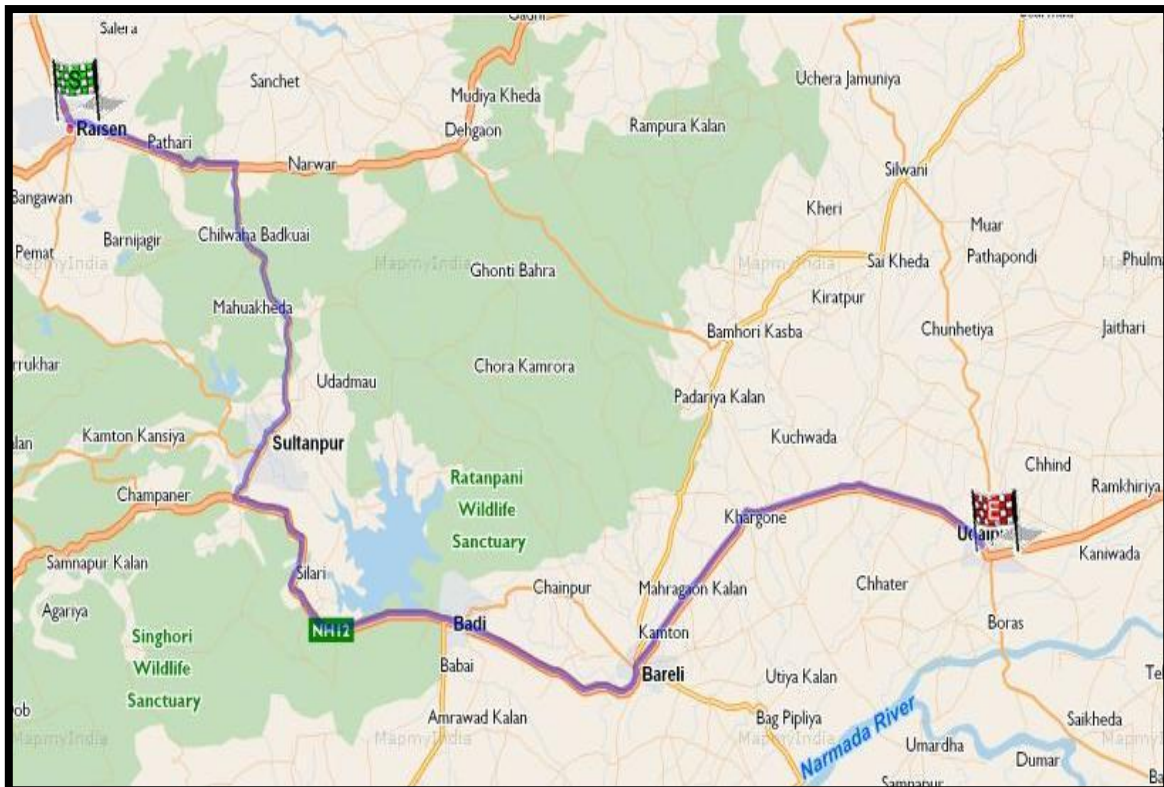 Salera
Sanchet
Mudiya Kheda
Uchera Jamuniya
S
Raisen
Pathari
Dehgaon
Rampura Kalan
Narwar
Silwani
Bangawan
Kheri
Barnijagir
Chilwaha Badkuai
Muar
Pemat
MapmyIndia
MapmyIndia
Ghonti Bahra
MapmyIndia
Sai Kheda
Pathapondi
Mahuakheda
Kiratpur
Bamhori Kasba
Chunhetiya
Jaithari
Udadmau
Chora Kamrora
Padariya Kalan
Kamton Kansiya
Sultanpur
Kuchwada
Chhind
Champaner
Ratanpani
Wildlife
Sanctuary
Ramkhiriya
E
Khargone
Kaniwada
Samnapur Kalan
Silari
Chainpur
Mahragaon Kalan
Chhater
Agariya
Singhori
Wildlife
Sanctuary
NH12
Badi
Kamton
Boras
Babai
Bareli
Utiya Kalan
Amrawad Kalan
Bag Pipliya
Narmada River
Saikheda
MapmyIndia
MapmyIndia
MapmyIndia
Umardha
Dumar